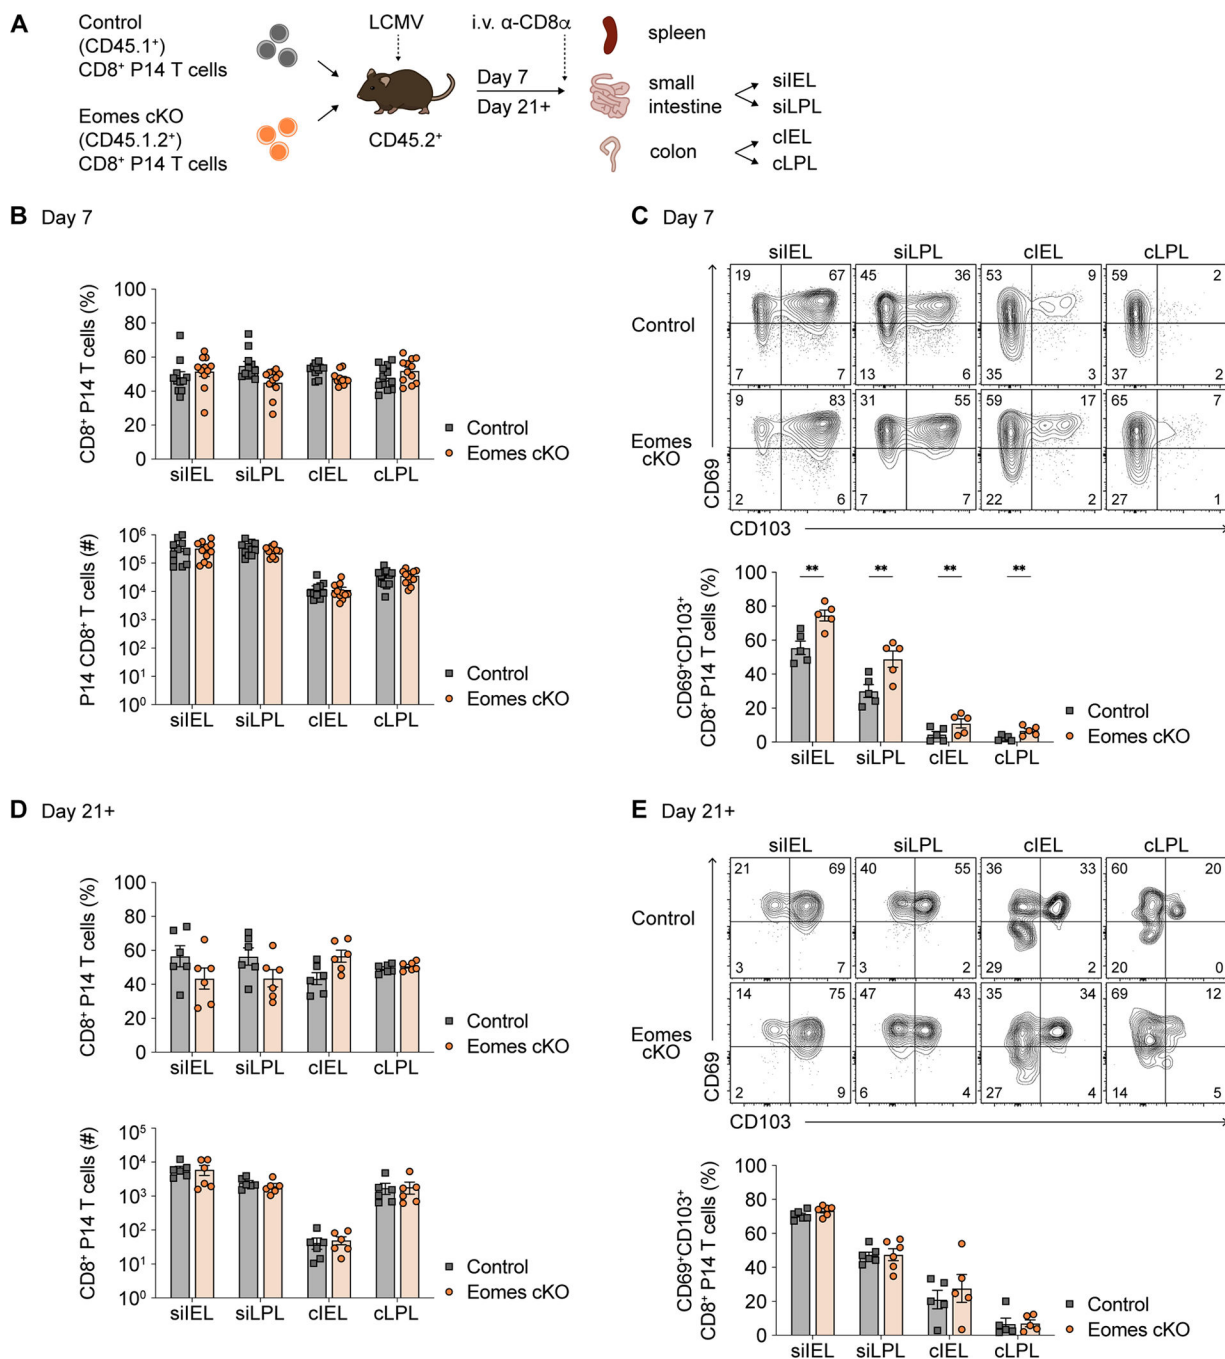 A
Control
(CD45.1⁺)
CD8⁺ P14 T cells
Eomes cKO
(CD45.1.2⁺)
CD8⁺ P14 T cells
LCMV
CD45.2⁺
i.v. α-CD8α
Day 7
Day 21+
spleen
small
intestine
colon
siIEL
siLPL
cIEL
cLPL
B Day 7
CD8⁺ P14 T cells (%)
100
80
60
40
20
0
siIEL siLPL cIEL cLPL
Control
Eomes cKO
P14 CD8⁺ T cells (#)
10⁶
10⁵
10⁴
10³
10²
10¹
10⁰
siIEL siLPL cIEL cLPL
Control
Eomes cKO
C Day 7
siIEL siLPL cIEL cLPL
Control
19 67 45 36 53 9 59 2
7 7 13 6 35 3 37 2
Eomes
cKO
9 83 31 55 59 17 65 7
2 6 7 7 22 2 27 1
CD69
CD103
CD69⁺CD103⁺
CD8⁺ P14 T cells (%)
100
80
60
40
20
0
** ** ** **
siIEL siLPL cIEL cLPL
Control
Eomes cKO
D Day 21+
CD8⁺ P14 T cells (%)
100
80
60
40
20
0
siIEL siLPL cIEL cLPL
Control
Eomes cKO
CD8⁺ P14 T cells (#)
10⁵
10⁴
10³
10²
10¹
10⁰
siIEL siLPL cIEL cLPL
Control
Eomes cKO
E Day 21+
siIEL siLPL cIEL cLPL
Control
21 69 40 55 36 33 60 20
3 7 3 2 29 2 20 0
Eomes
cKO
14 75 47 43 35 34 69 12
2 9 6 4 27 4 14 5
CD69
CD103
CD69⁺CD103⁺
CD8⁺ P14 T cells (%)
100
80
60
40
20
0
siIEL siLPL cIEL cLPL
Control
Eomes cKO